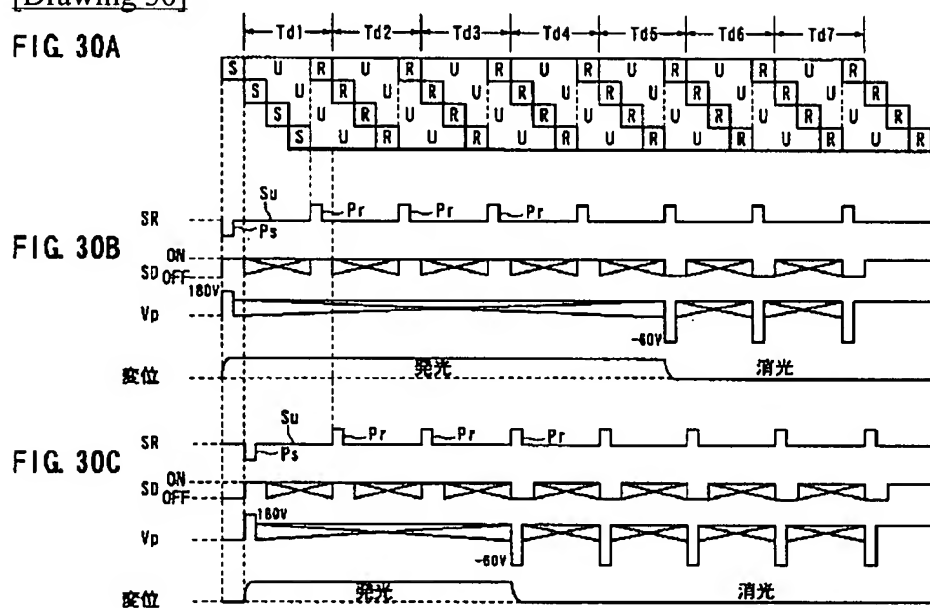 [Drawing 30]
FIG. 30A
Td1 Td2 Td3 Td4 Td5 Td6 Td7
S U R U R U R U R U R U R U R
S U R U R U R U R U R U R U R
S U R U R U R U R U R U R U R
S U R U R U R U R U R U R U R
FIG. 30B
SR Ps Su Pr Pr Pr
SD ON OFF
Vp 180V -60V
変位 発光 消光
FIG. 30C
SR Ps Su Pr Pr Pr
SD ON OFF
Vp 180V -60V
変位 発光 消光